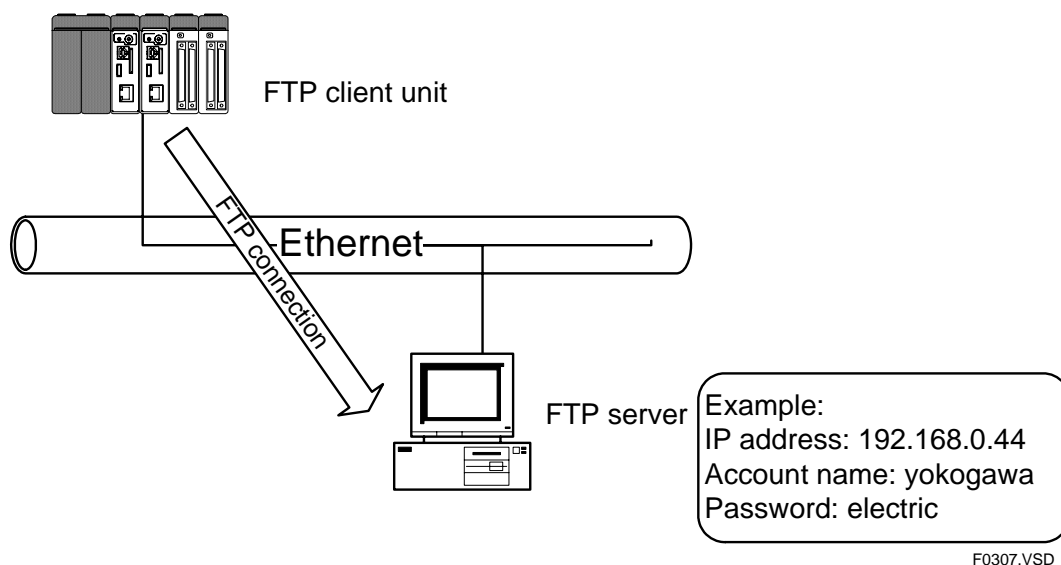 FTP client unit
FTP connection
Ethernet
FTP server
Example:
IP address: 192.168.0.44
Account name: yokogawa
Password: electric
F0307.VSD